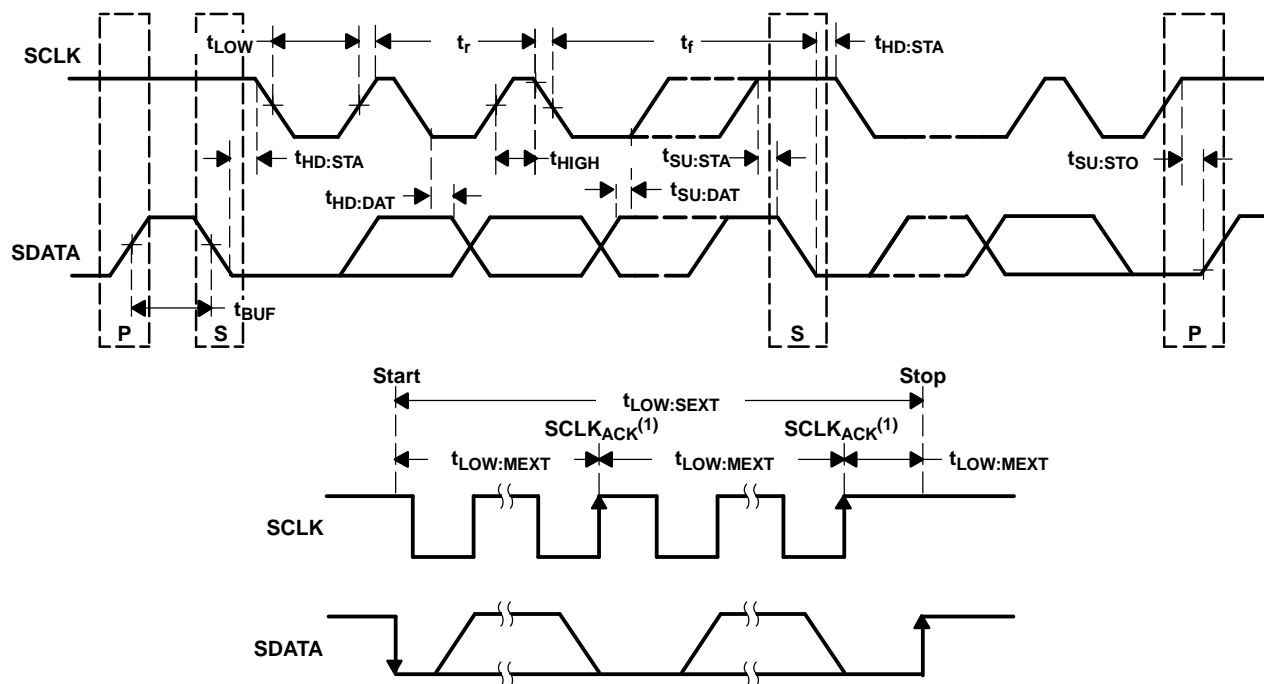 SCLK
tLOW
tr
tf
tHD:STA
tHD:STA
tHIGH
tSU:STA
tSU:STO
tHD:DAT
tSU:DAT
SDATA
tBUF
P
S
S
P
Start
Stop
tLOW:SEXT
SCLKACK(1)
SCLKACK(1)
tLOW:MEXT
tLOW:MEXT
tLOW:MEXT
SCLK
SDATA